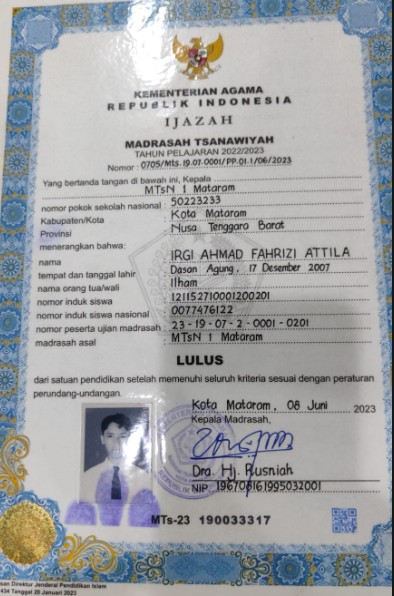 KEMENTERIAN AGAMA
REPUBLIK INDONESIA
IJAZAH
MADRASAH TSANAWIYAH
TAHUN PELAJARAN 2022/2023
Nomor : 0705/Mts.19.07.0001/PP.01.1/06/2023
Yang bertanda tangan di bawah ini, Kepala
MTsN 1 Mataram
nomor pokok sekolah nasional : 50223233
Kabupaten/Kota : Kota Mataram
Provinsi : Nusa Tenggara Barat
menerangkan bahwa:
nama : IRGI AHMAD FAHRIZI ATTILA
tempat dan tanggal lahir : Dasan Agung, 17 Desember 2007
nama orang tua/wali : Ilham
nomor induk siswa : 121152710001200201
nomor induk siswa nasional : 0077476122
nomor peserta ujian madrasah : 23-19-07-2-0001-0201
madrasah asal : MTsN 1 Mataram
LULUS
dari satuan pendidikan setelah memenuhi seluruh kriteria sesuai dengan peraturan
perundang-undangan.
Kota Mataram, 08 Juni 2023
Kepala Madrasah,
Dra. Hj. Rusniah
NIP. 196708161995032001
MTs-23 190033317
san Direktur Jenderal Pendidikan Islam
434 Tanggal 20 Januari 2023